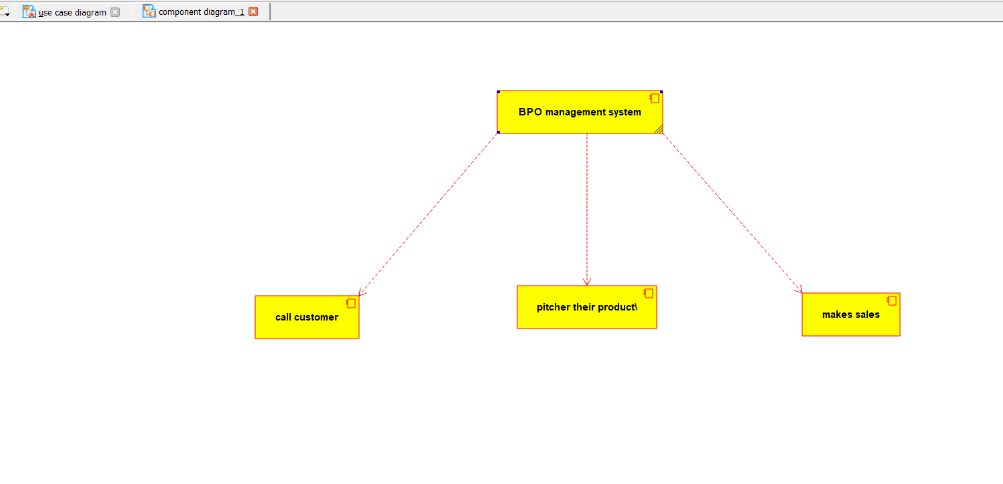 use case diagram
component diagram_1
BPO management system
call customer
pitcher their product\
makes sales